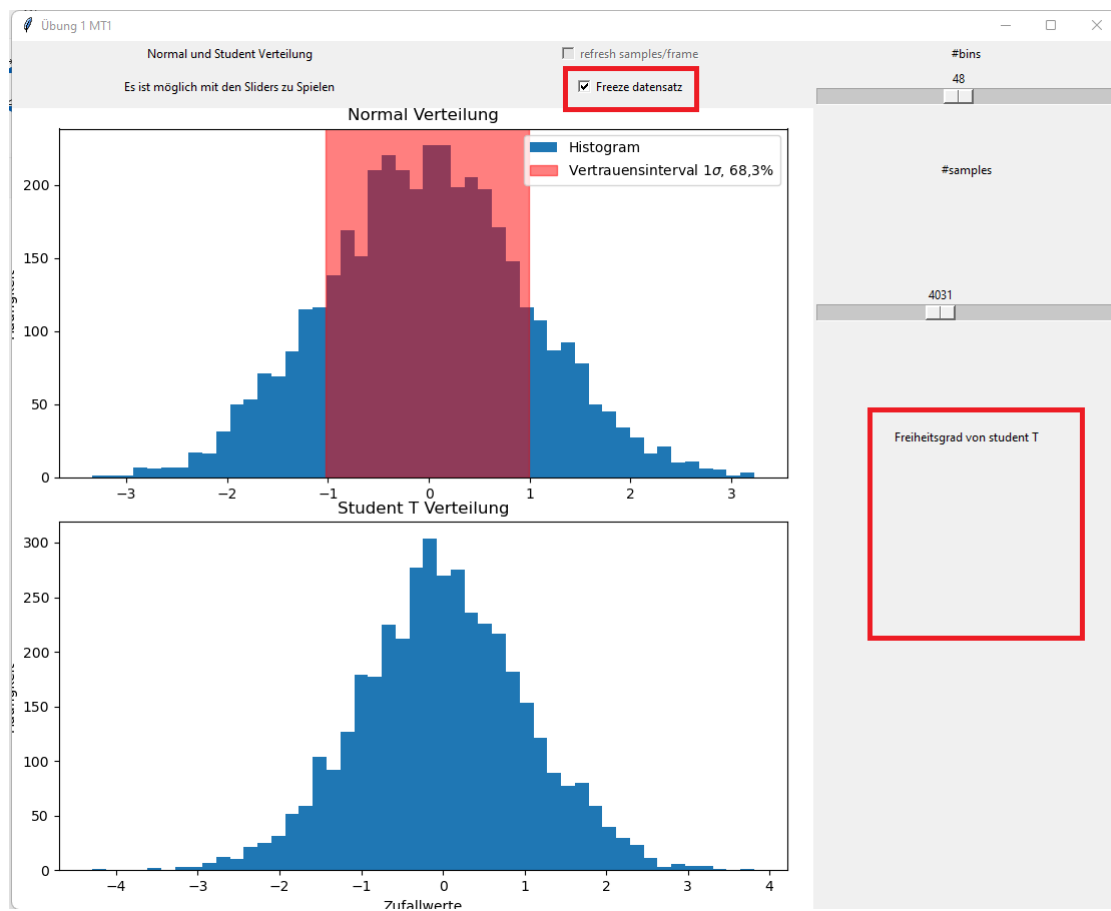 Übung 1 MT1
Normal und Student Verteilung
refresh samples/frame
#bins
Es ist möglich mit den Sliders zu Spielen
Freeze datensatz
48
Normal Verteilung
Histogram
Vertrauensinterval 1σ, 68,3%
200
150
100
50
0
−3 −2 −1 0 1 2 3
#samples
4031
Freiheitsgrad von student T
Student T Verteilung
300
250
200
150
100
50
0
−4 −3 −2 −1 0 1 2 3 4
Zufallwerte